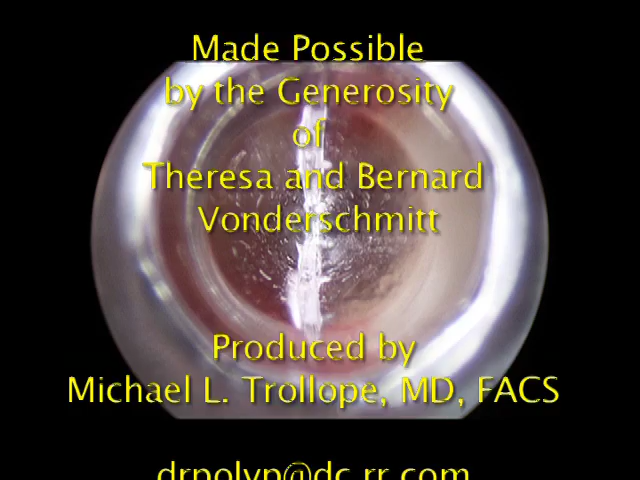 Made Possible
by the Generosity
of
Theresa and Bernard
Vonderschmitt
Produced by
Michael L. Trollope, MD, FACS
drpolyp@dc.rr.com